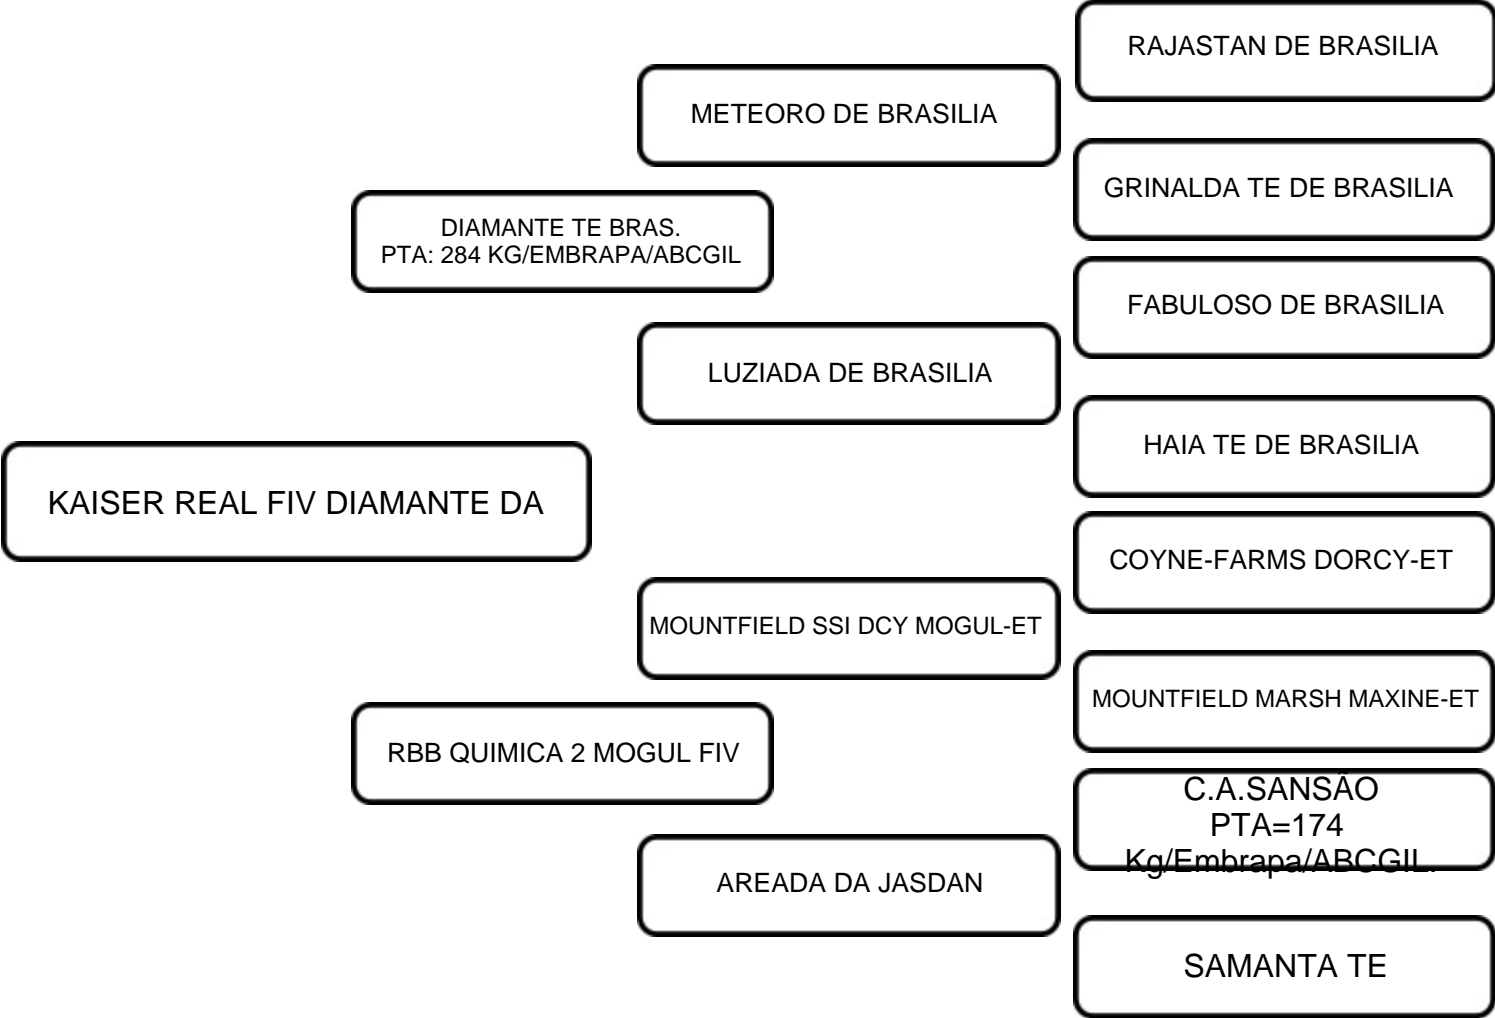 RAJASTAN DE BRASILIA
METEORO DE BRASILIA
GRINALDA TE DE BRASILIA
DIAMANTE TE BRAS.
PTA: 284 KG/EMBRAPA/ABCGIL
FABULOSO DE BRASILIA
LUZIADA DE BRASILIA
HAIA TE DE BRASILIA
KAISER REAL FIV DIAMANTE DA
COYNE-FARMS DORCY-ET
MOUNTFIELD SSI DCY MOGUL-ET
MOUNTFIELD MARSH MAXINE-ET
RBB QUIMICA 2 MOGUL FIV
C.A.SANSÃO
PTA=174
Kg/Embrapa/ABCGIL.
AREADA DA JASDAN
SAMANTA TE